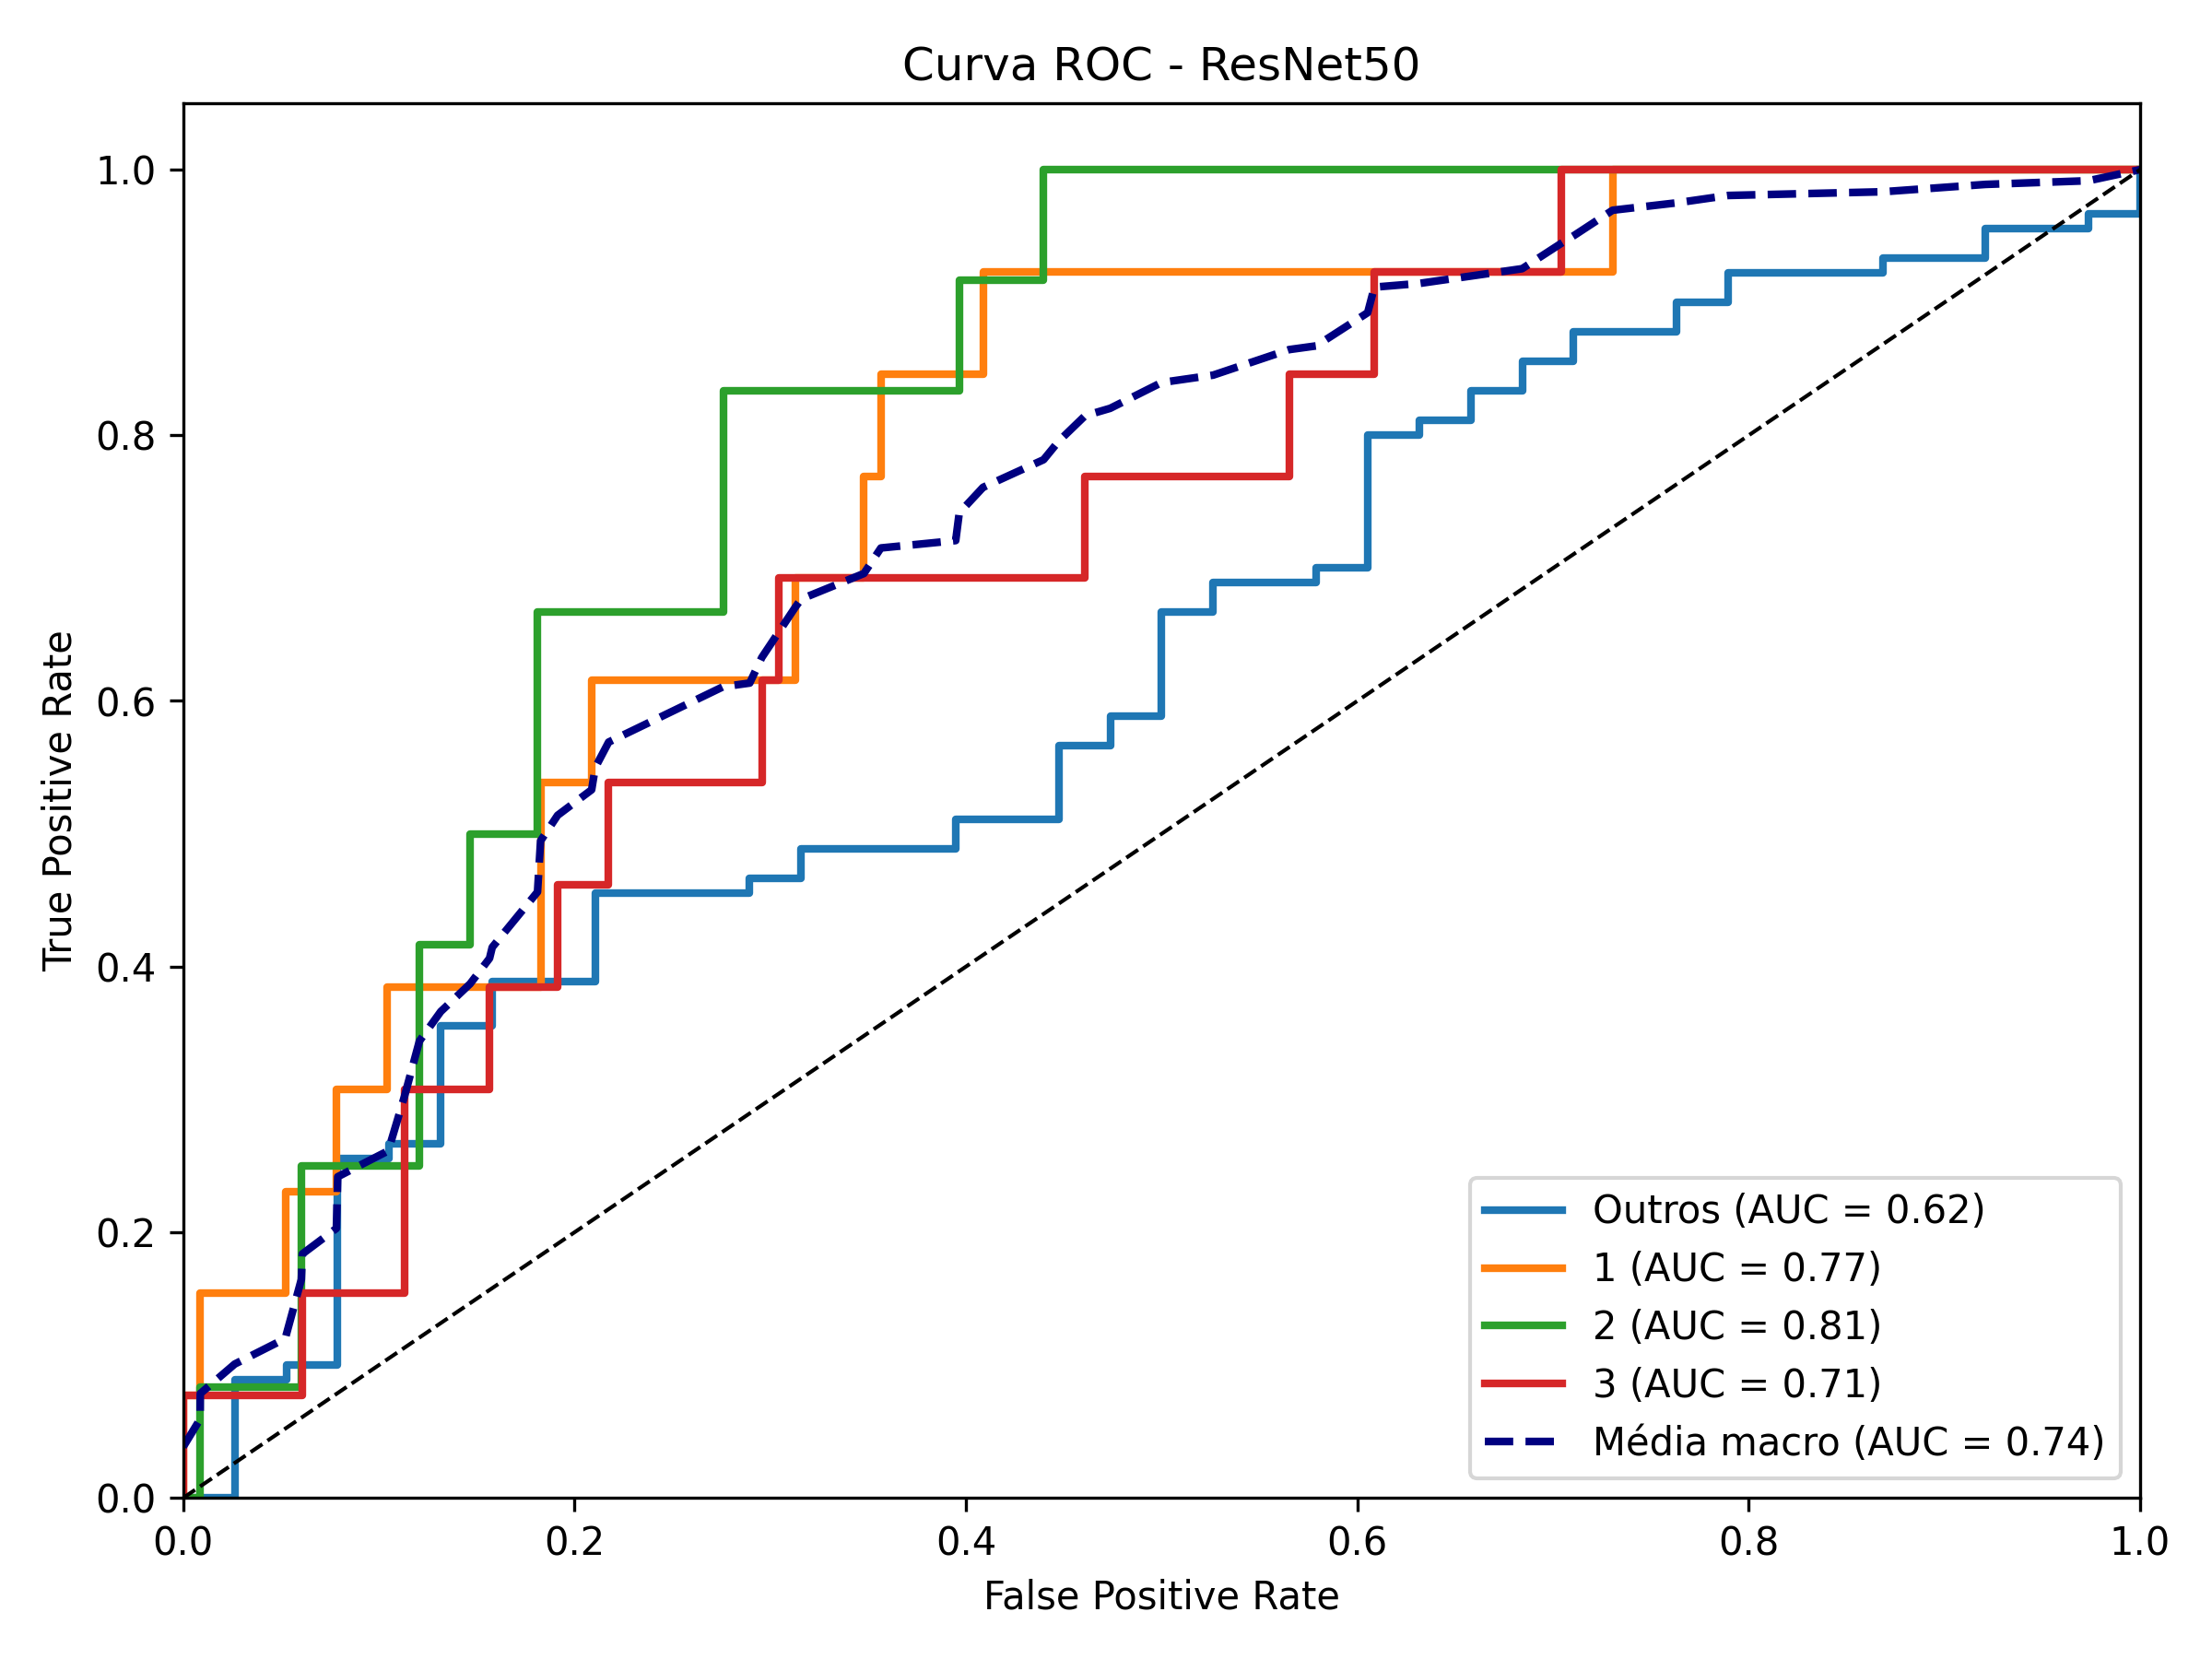 Curva ROC - ResNet50
True Positive Rate
1.0
0.8
0.6
0.4
0.2
0.0
0.0 0.2 0.4 0.6 0.8 1.0
False Positive Rate
Outros (AUC = 0.62)
1 (AUC = 0.77)
2 (AUC = 0.81)
3 (AUC = 0.71)
Média macro (AUC = 0.74)